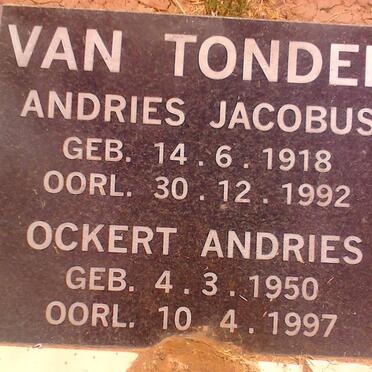 VAN TONDE
ANDRIES JACOBUS
GEB. 14.6.1918
OORL. 30.12.1992
OCKERT ANDRIES
GEB. 4.3.1950
OORL. 10.4.1997